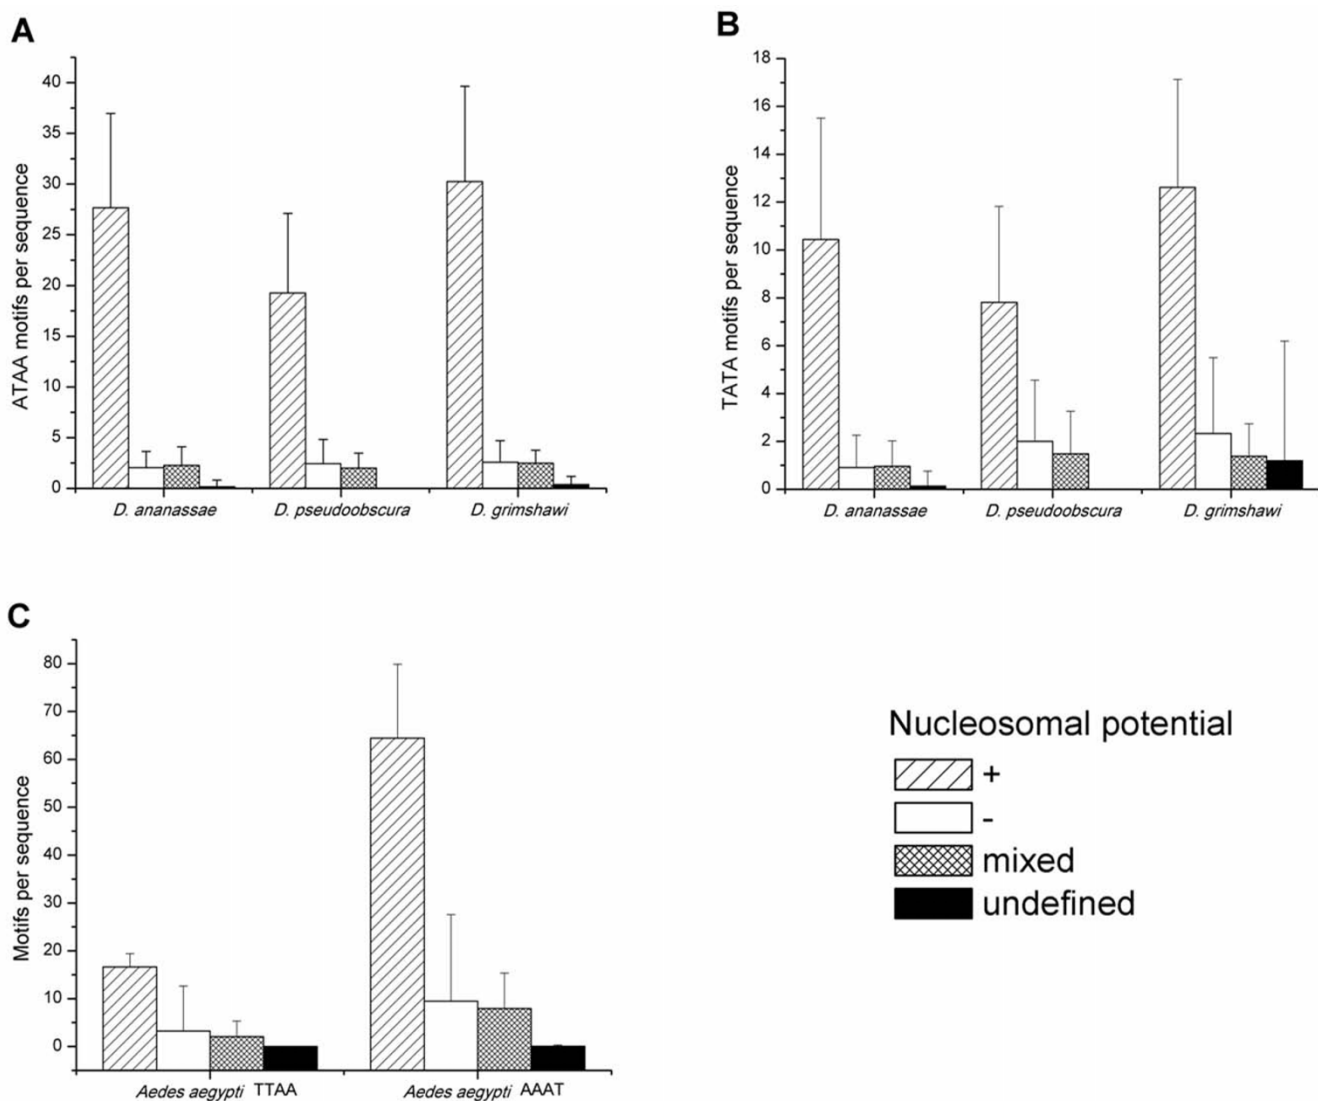 A
ATAA motifs per sequence
40
35
30
25
20
15
10
5
0
D. ananassae D. pseudoobscura D. grimshawi
B
TATA motifs per sequence
18
16
14
12
10
8
6
4
2
0
D. ananassae D. pseudoobscura D. grimshawi
C
Motifs per sequence
80
70
60
50
40
30
20
10
0
Aedes aegypti TTAA Aedes aegypti AAAT
Nucleosomal potential
+
-
mixed
undefined